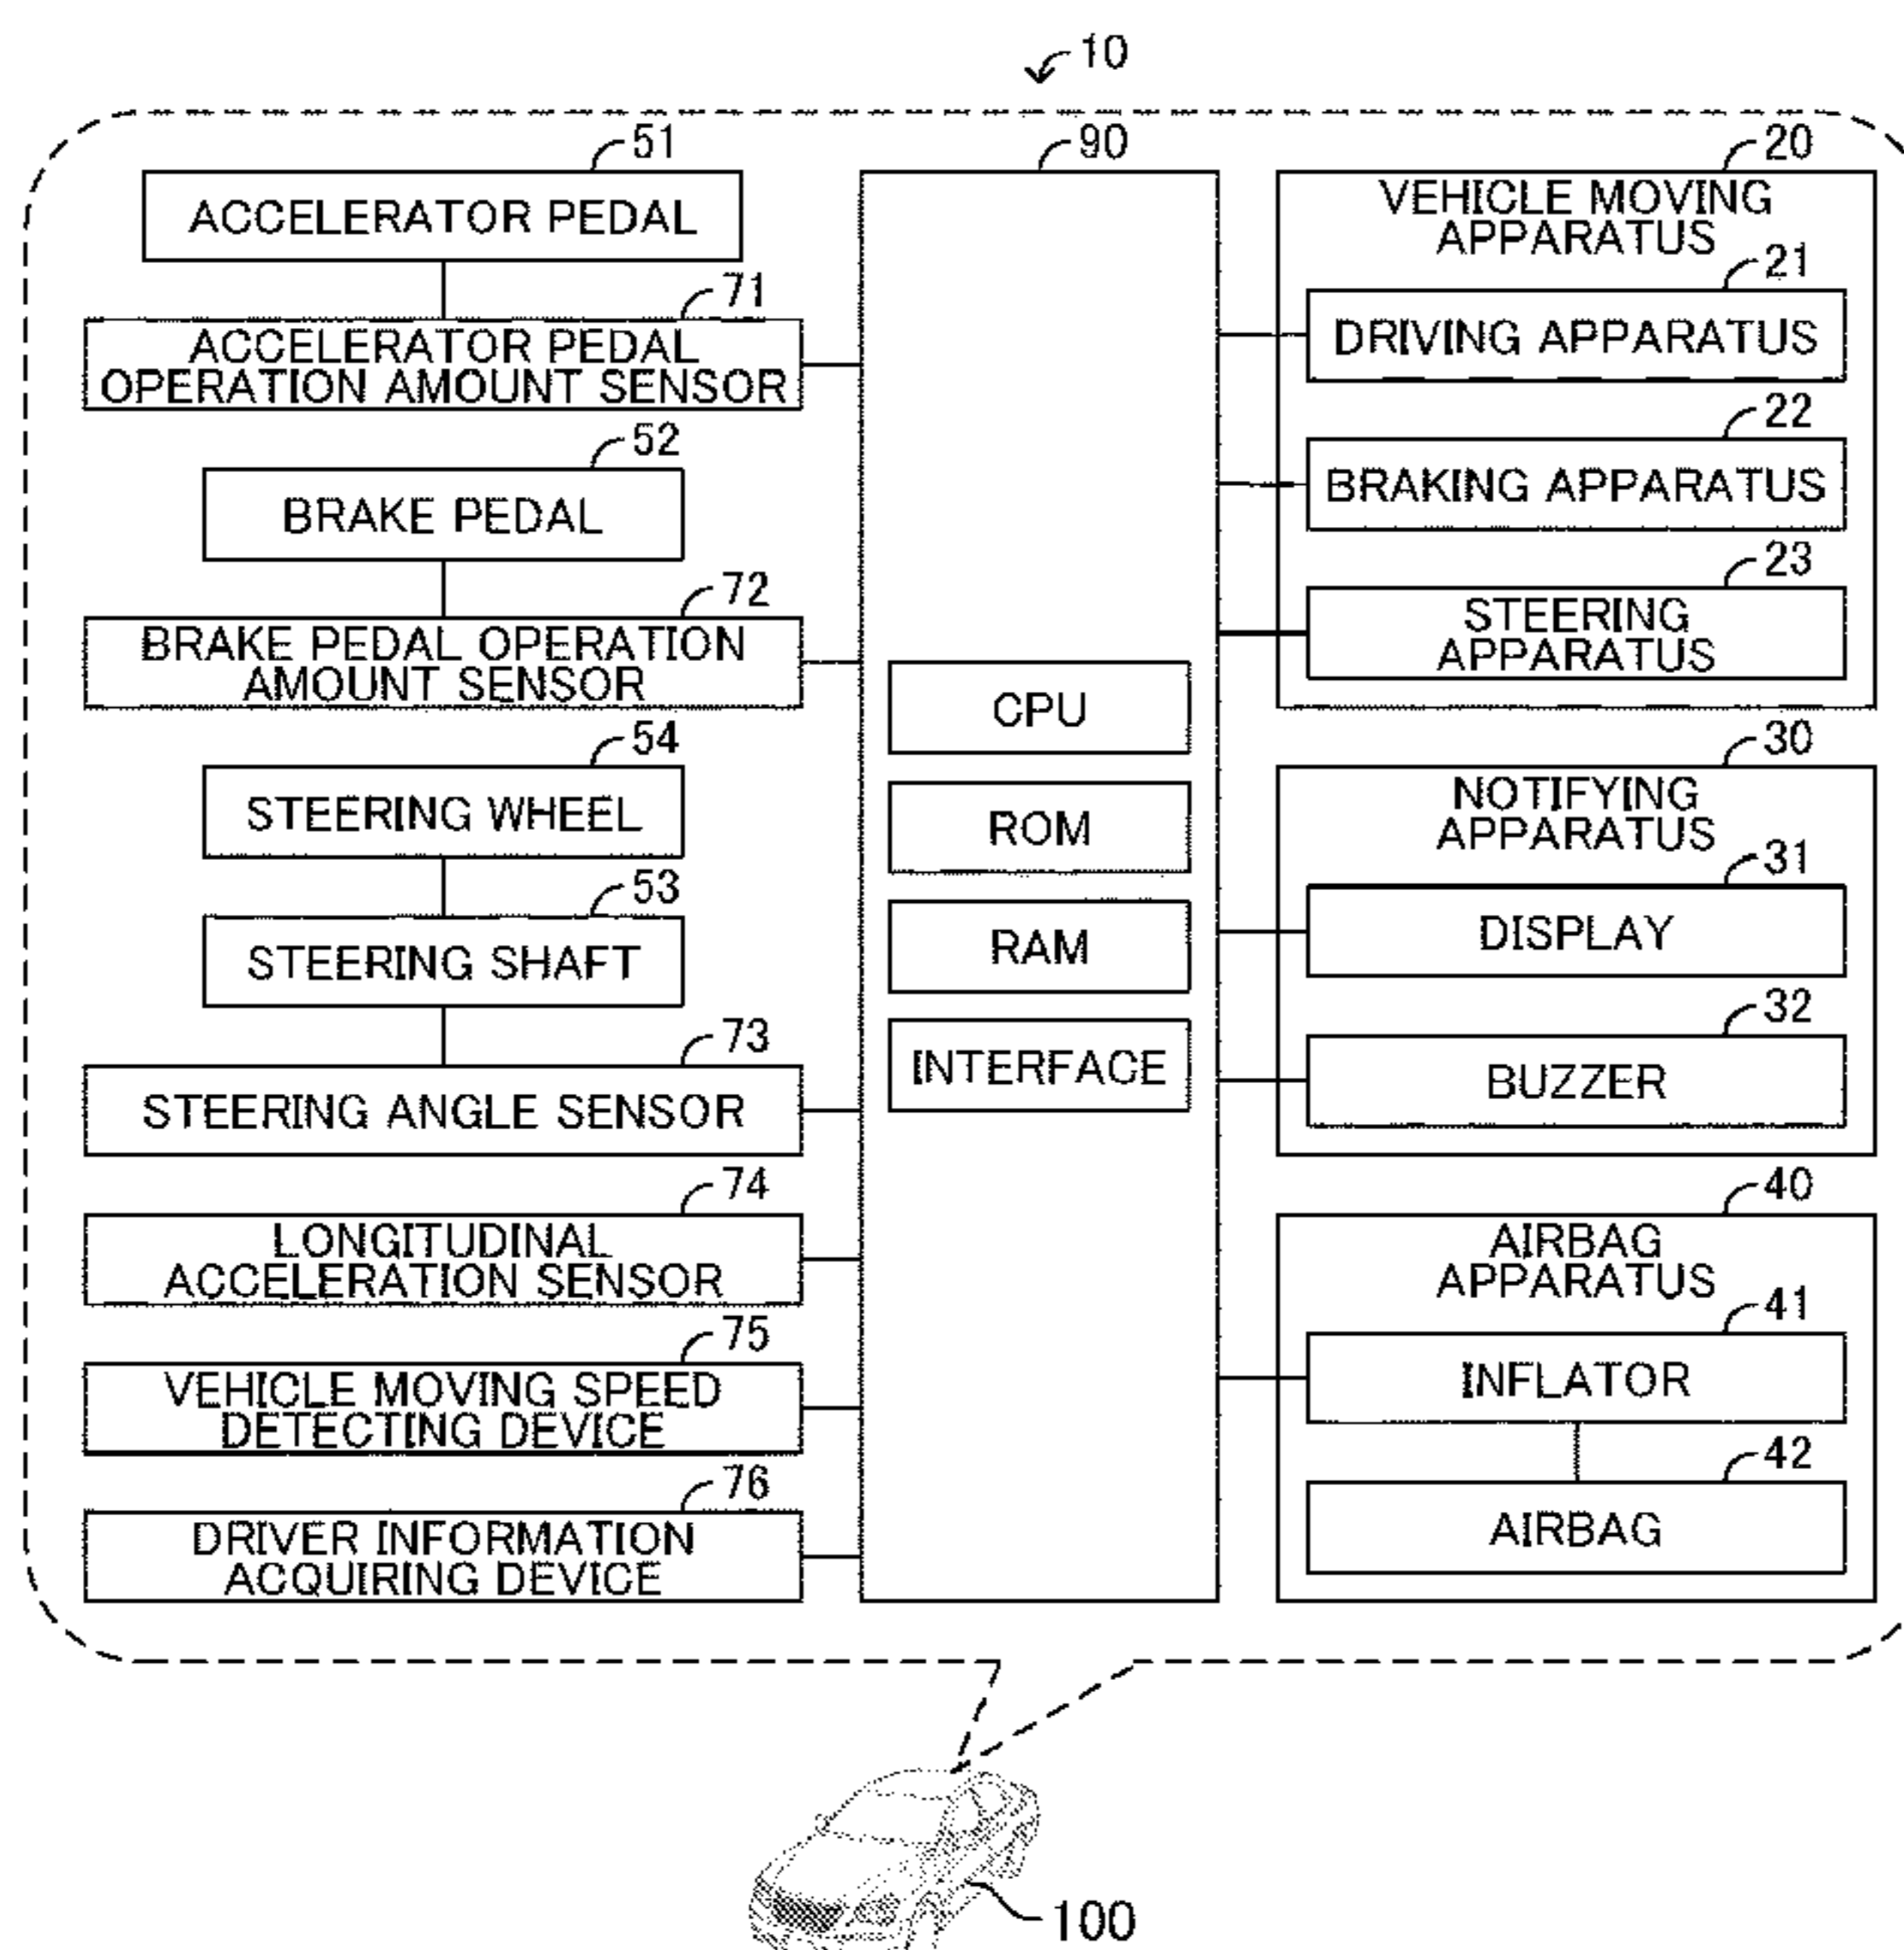 10
51
ACCELERATOR PEDAL
71
ACCELERATOR PEDAL
OPERATION AMOUNT SENSOR
52
BRAKE PEDAL
72
BRAKE PEDAL OPERATION
AMOUNT SENSOR
54
STEERING WHEEL
53
STEERING SHAFT
73
STEERING ANGLE SENSOR
74
LONGITUDINAL
ACCELERATION SENSOR
75
VEHICLE MOVING SPEED
DETECTING DEVICE
76
DRIVER INFORMATION
ACQUIRING DEVICE
90
CPU
ROM
RAM
INTERFACE
20
VEHICLE MOVING
APPARATUS
21
DRIVING APPARATUS
22
BRAKING APPARATUS
23
STEERING
APPARATUS
30
NOTIFYING
APPARATUS
31
DISPLAY
32
BUZZER
40
AIRBAG
APPARATUS
41
INFLATOR
42
AIRBAG
100